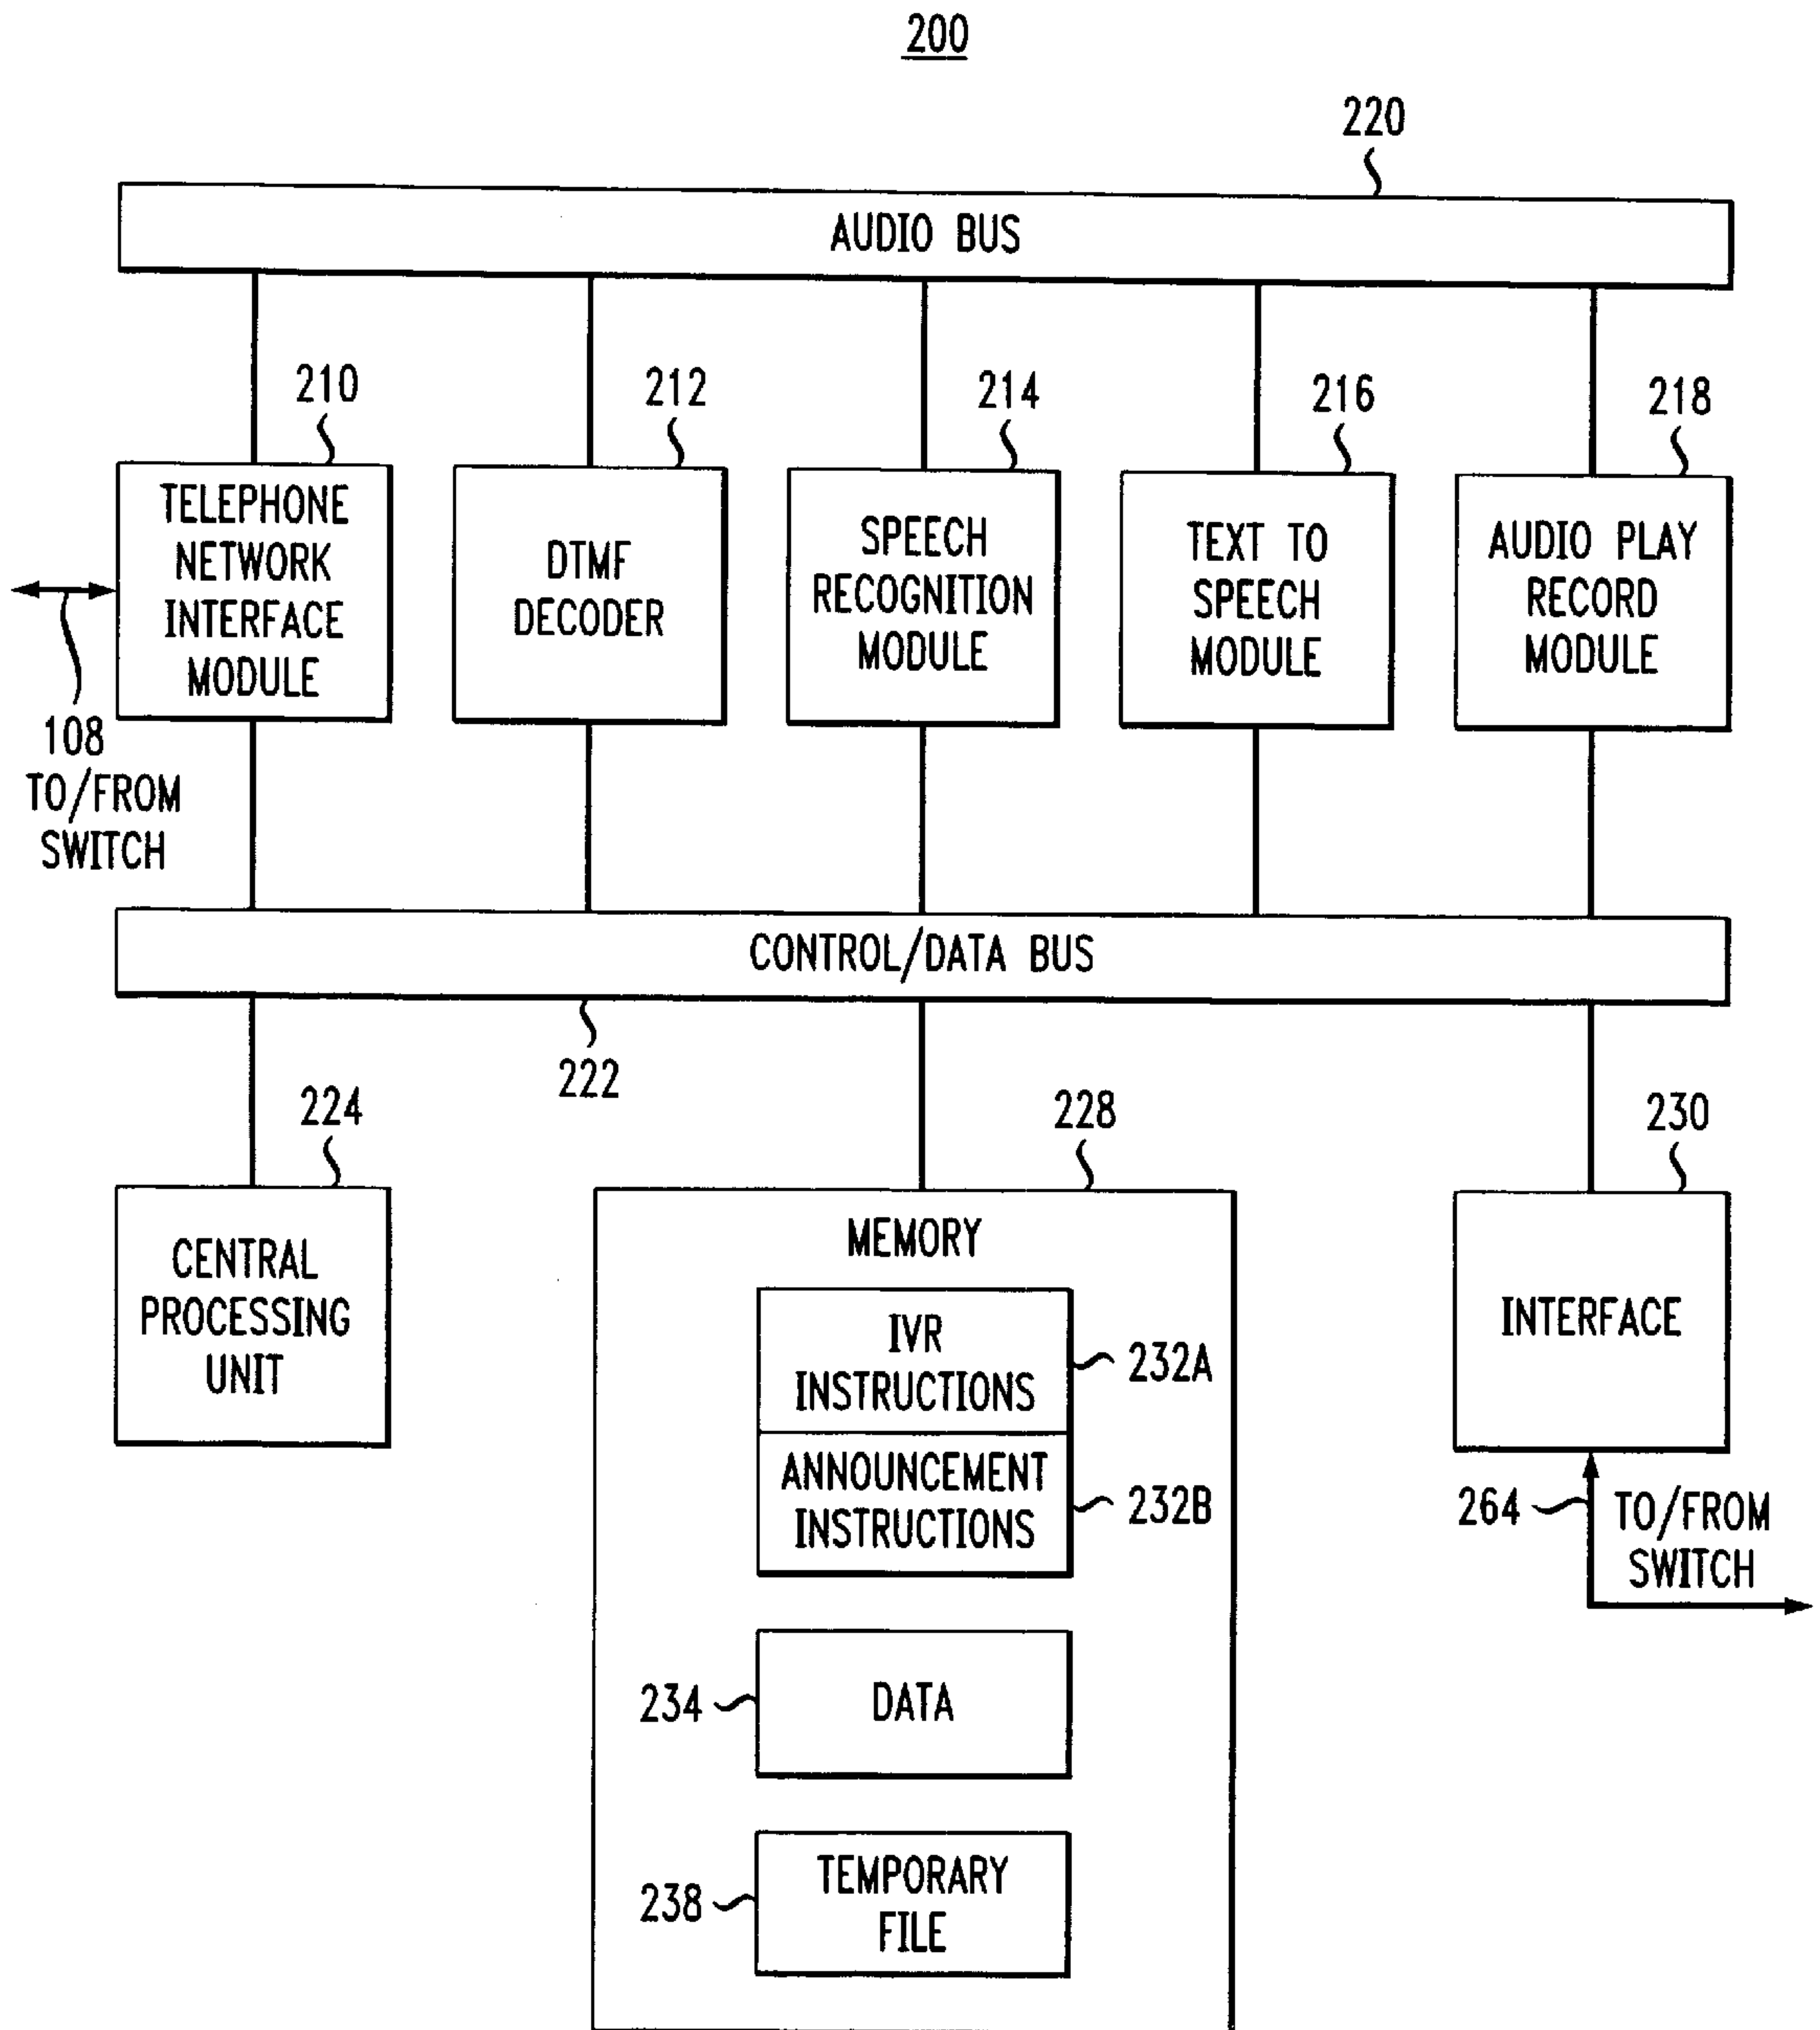 200
220
AUDIO BUS
210
212
214
216
218
TELEPHONE
NETWORK
INTERFACE
MODULE
DTMF
DECODER
SPEECH
RECOGNITION
MODULE
TEXT TO
SPEECH
MODULE
AUDIO PLAY
RECORD
MODULE
108
TO/FROM
SWITCH
CONTROL/DATA BUS
222
224
228
230
CENTRAL
PROCESSING
UNIT
MEMORY
IVR
INSTRUCTIONS
232A
ANNOUNCEMENT
INSTRUCTIONS
232B
INTERFACE
264
TO/FROM
SWITCH
234
DATA
238
TEMPORARY
FILE